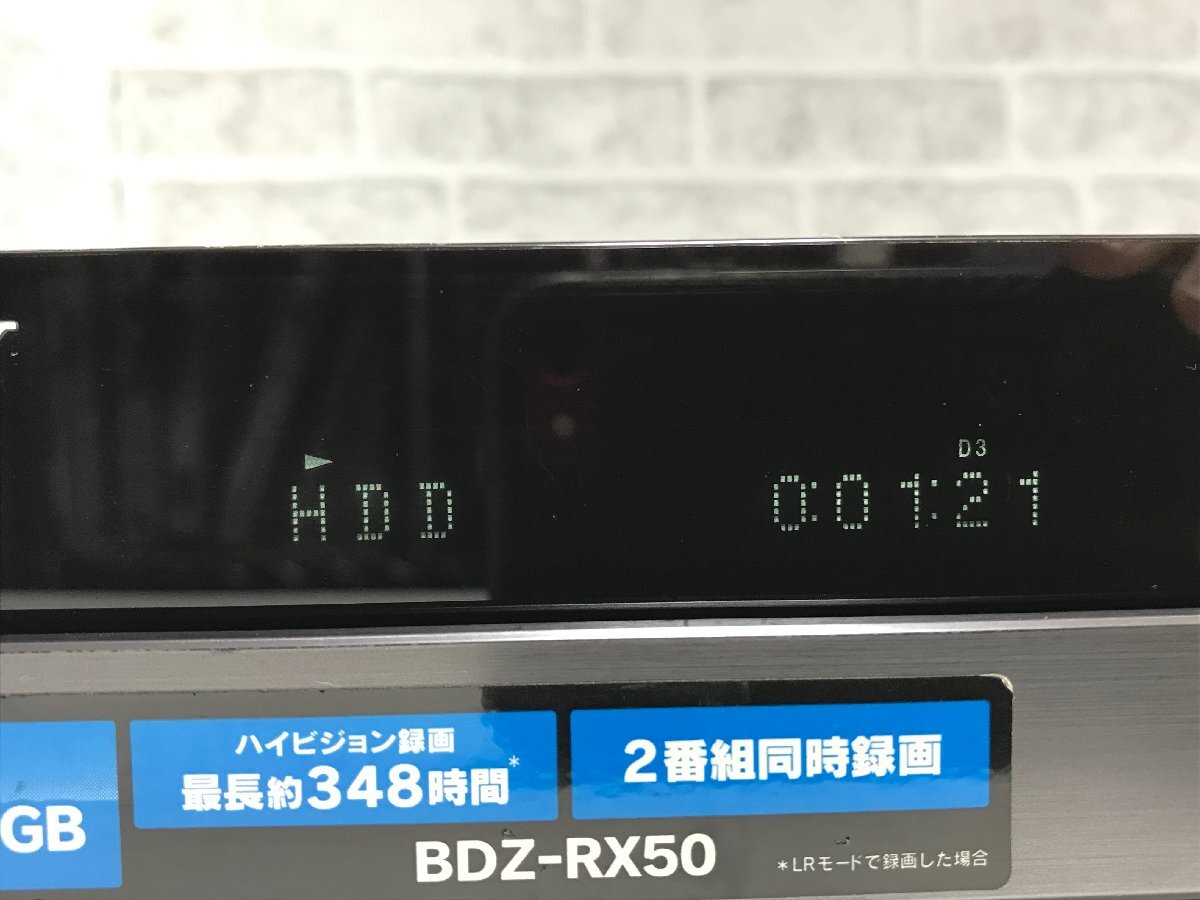 Y
D3
HDD 0:01:21
GB
ハイビジョン録画
最長約348時間*
2番組同時録画
BDZ-RX50
*LRモードで録画した場合